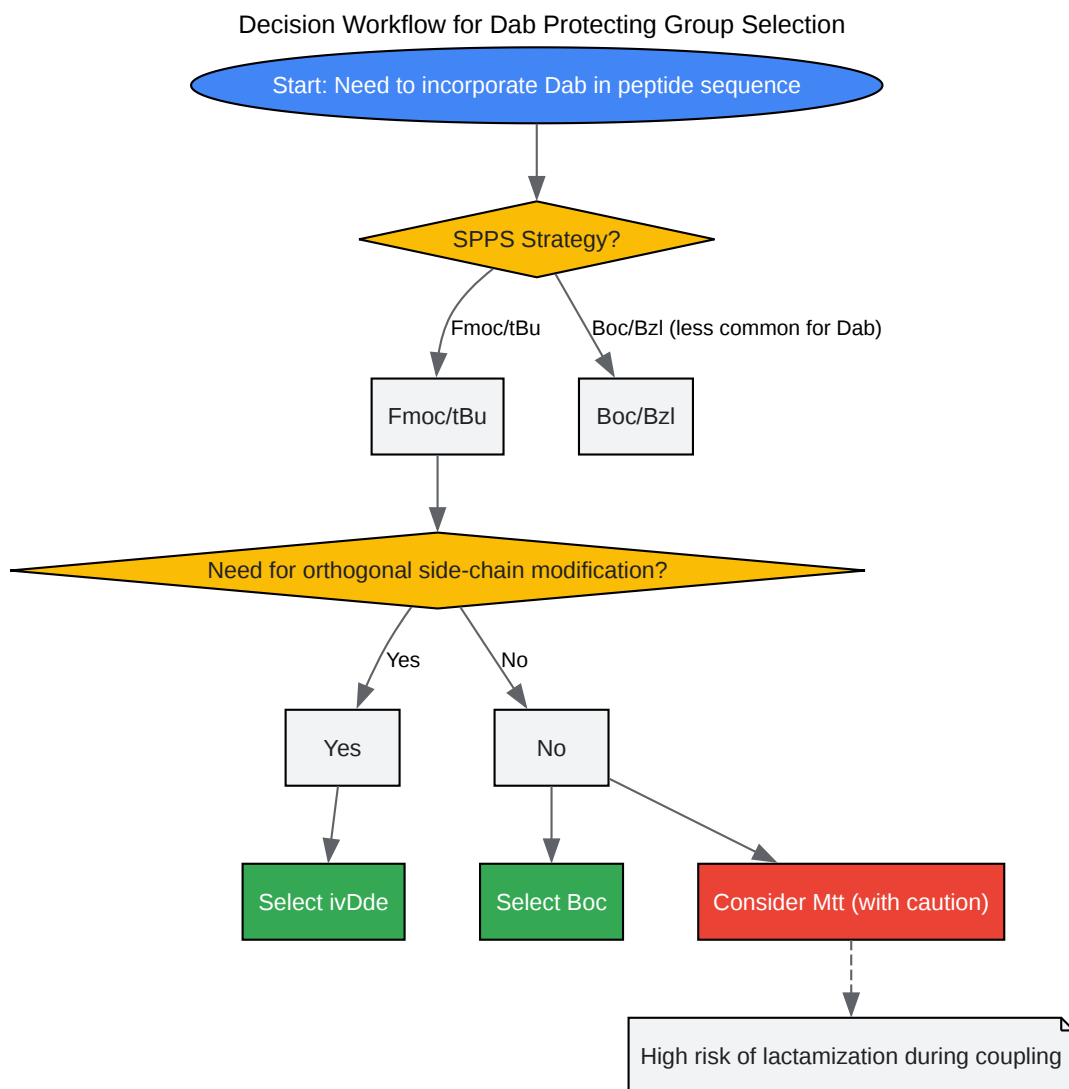 Decision Workflow for Dab Protecting Group Selection
Start: Need to incorporate Dab in peptide sequence
SPPS Strategy?
Fmoc/tBu
Boc/Bzl (less common for Dab)
Fmoc/tBu
Boc/Bzl
Need for orthogonal side-chain modification?
Yes
No
Yes
No
Select ivDde
Select Boc
Consider Mtt (with caution)
High risk of lactamization during coupling